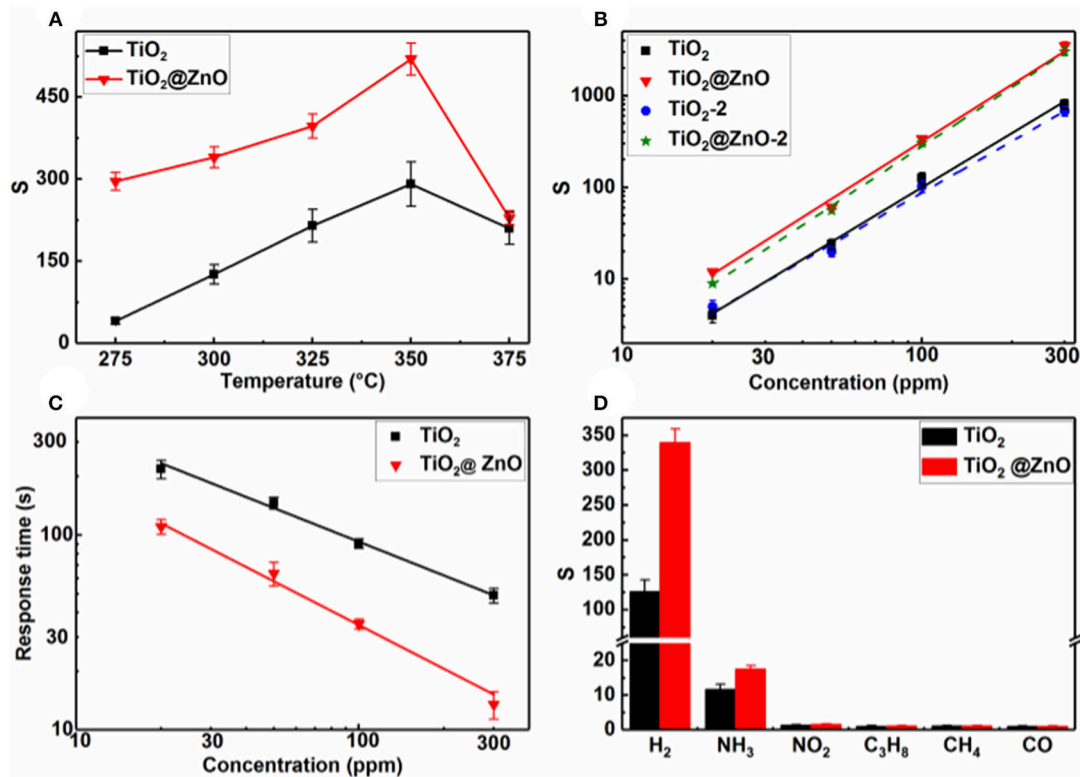 A
TiO₂
TiO₂@ZnO
S
450
300
150
0
275 300 325 350 375
Temperature (°C)
B
TiO₂
TiO₂@ZnO
TiO₂-2
TiO₂@ZnO-2
S
1000
100
10
10 30 100 300
Concentration (ppm)
C
TiO₂
TiO₂@ ZnO
Response time (s)
300
100
30
10
10 30 100 300
Concentration (ppm)
D
TiO₂
TiO₂ @ZnO
S
350
300
250
200
150
125
100
20
10
0
H₂ NH₃ NO₂ C₃H₈ CH₄ CO